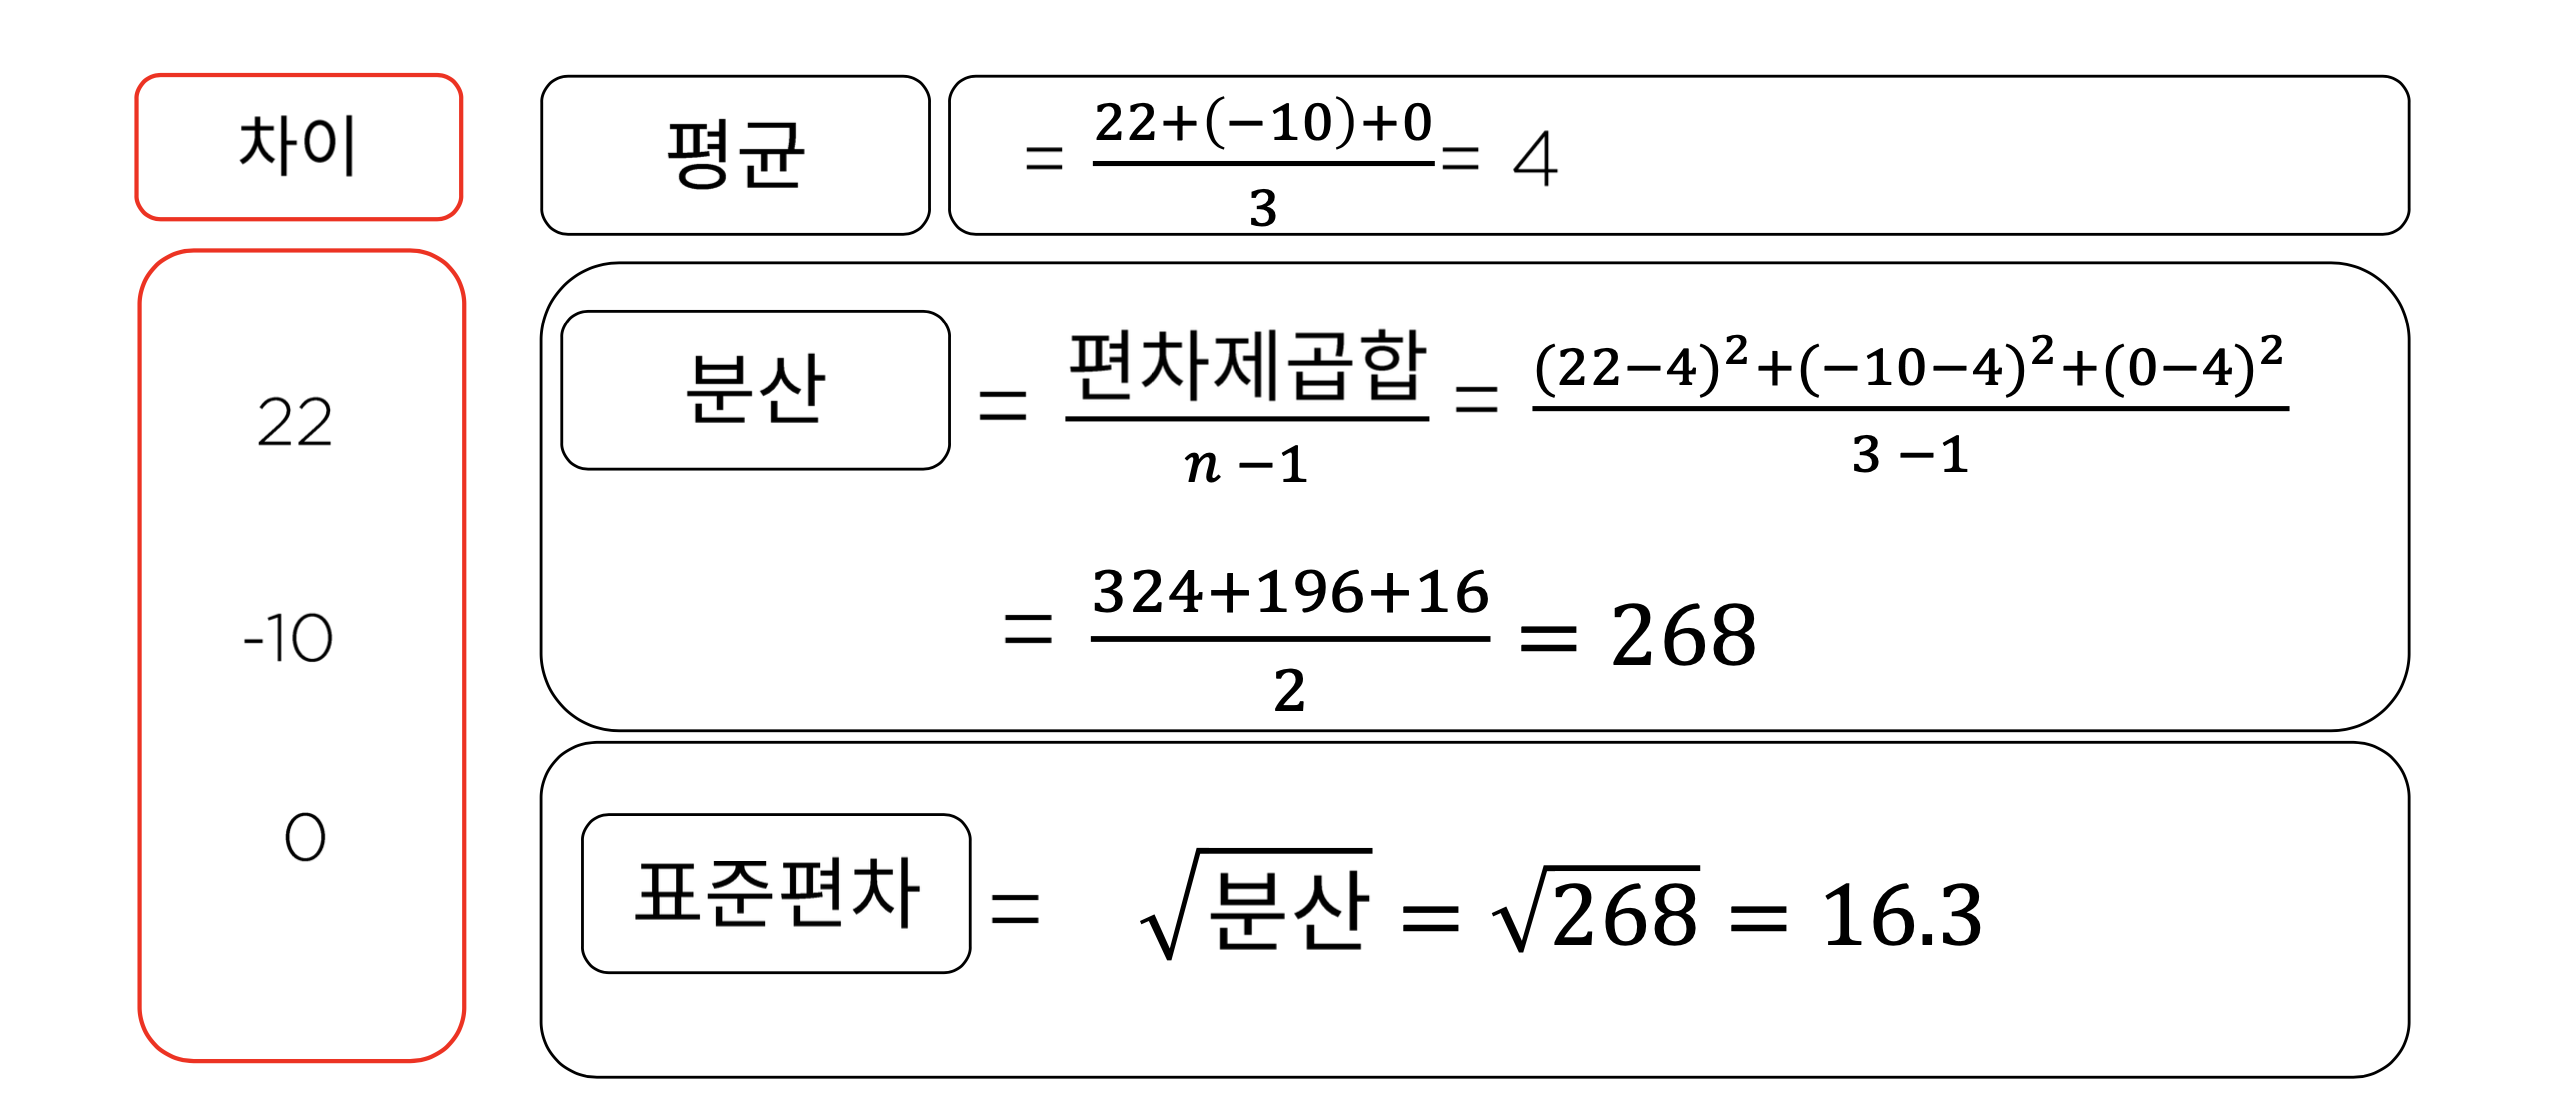 차이
22
-10
0
평균 = \frac{22+(-10)+0}{3} = 4
분산 = \frac{편차제곱합}{n-1} = \frac{(22-4)^2+(-10-4)^2+(0-4)^2}{3-1}
= \frac{324+196+16}{2} = 268
표준편차 = \sqrt{분산} = \sqrt{268} = 16.3